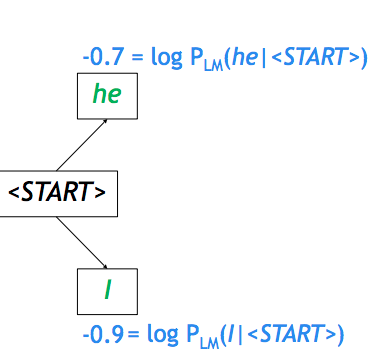 -0.7 = log P_LM(he|<START>)
he
<START>
I
-0.9 = log P_LM(I|<START>)